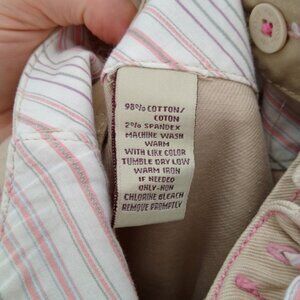 98% COTTON/
COTON
2% SPANDEX
MACHINE WASH
WARM
WITH LIKE COLOR
TUMBLE DRY LOW
WARM IRON
IF NEEDED
ONLY-NON
CHLORINE BLEACH
REMOVE PROMPTLY